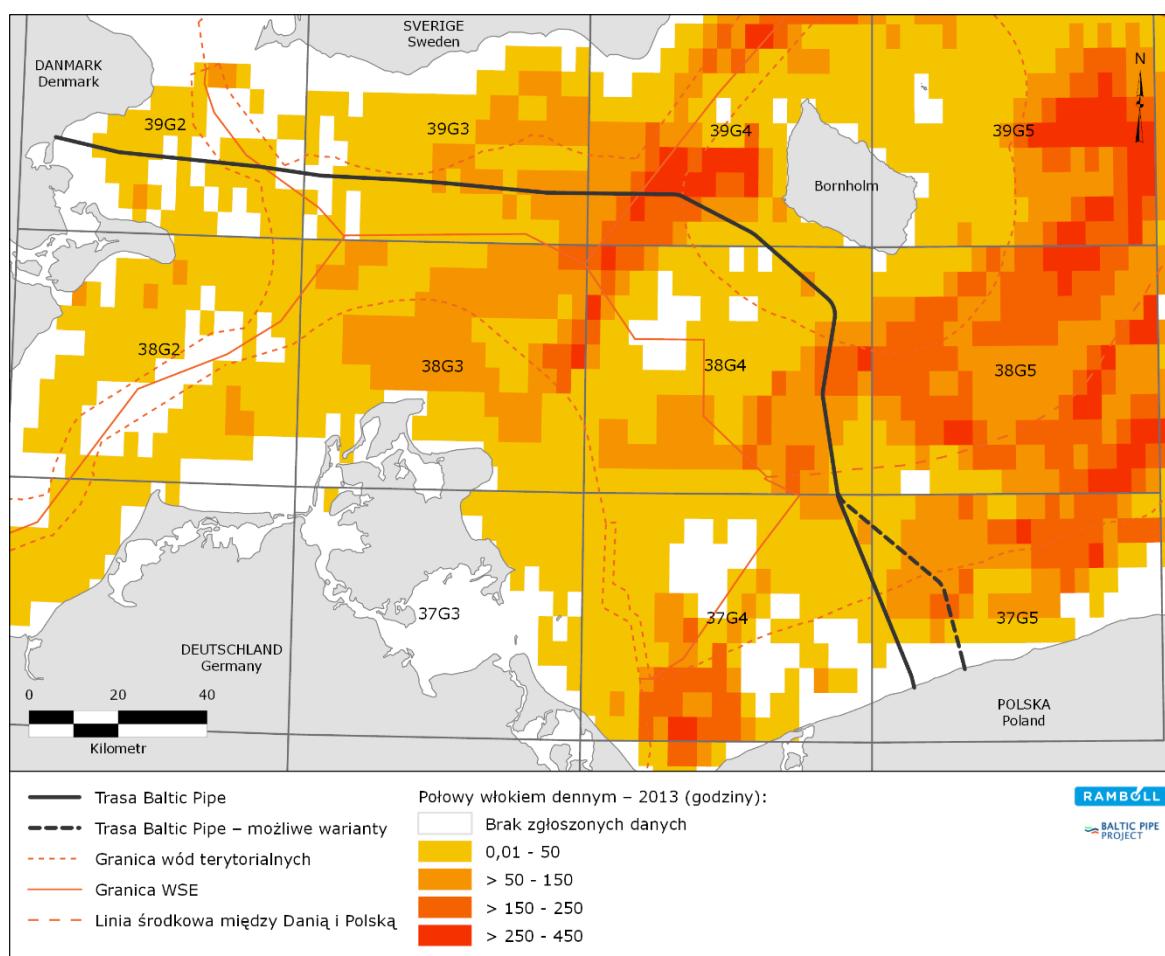 SVERIGE
Sweden
DANMARK
Denmark
N
39G2
39G3
39G4
39G5
Bornholm
38G2
38G3
38G4
38G5
37G3
37G4
37G5
DEUTSCHLAND
Germany
POLSKA
Poland
0 20 40
Kilometr
Trasa Baltic Pipe
Trasa Baltic Pipe – możliwe warianty
Granica wód terytorialnych
Granica WSE
Linia środkowa między Danią i Polską
Połowy włokiem dennym – 2013 (godziny):
Brak zgłoszonych danych
0,01 - 50
> 50 - 150
> 150 - 250
> 250 - 450
RAMBOLL
BALTIC PIPE
PROJECT